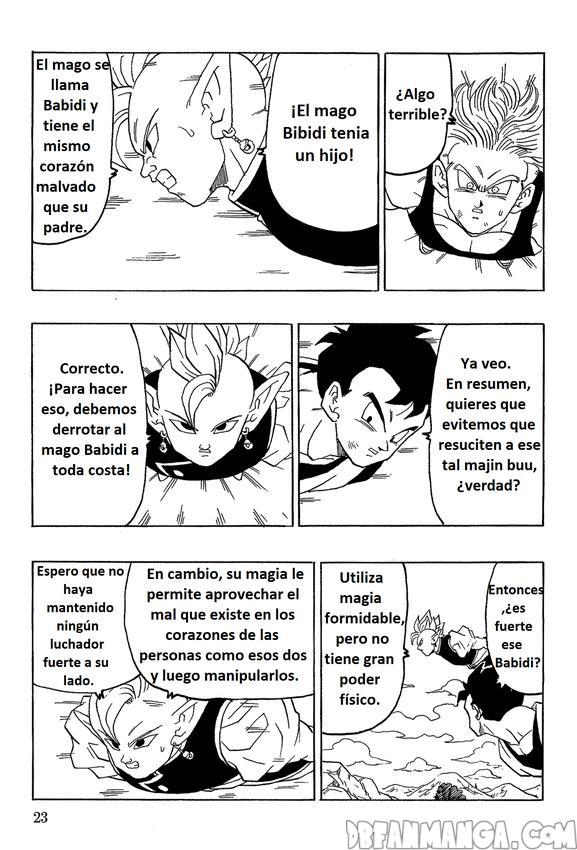 ¿Algo
terrible?
¡El mago
Bibidi tenia
un hijo!
El mago se
llama
Babidi y
tiene el
mismo
corazón
malvado
que su
padre.
Ya veo.
En resumen,
quieres que
evitemos que
resuciten a ese
tal majin buu,
¿verdad?
Correcto.
¡Para hacer
eso, debemos
derrotar al
mago Babidi a
toda costa!
Entonces
,¿es
fuerte
ese
Babidi?
Utiliza
magia
formidable,
pero no
tiene gran
poder
físico.
En cambio, su magia le
permite aprovechar el
mal que existe en los
corazones de las
personas como esos dos
y luego manipularlos.
Espero que no
haya
mantenido
ningún
luchador
fuerte a su
lado.
23
DBFANMANGA.COM